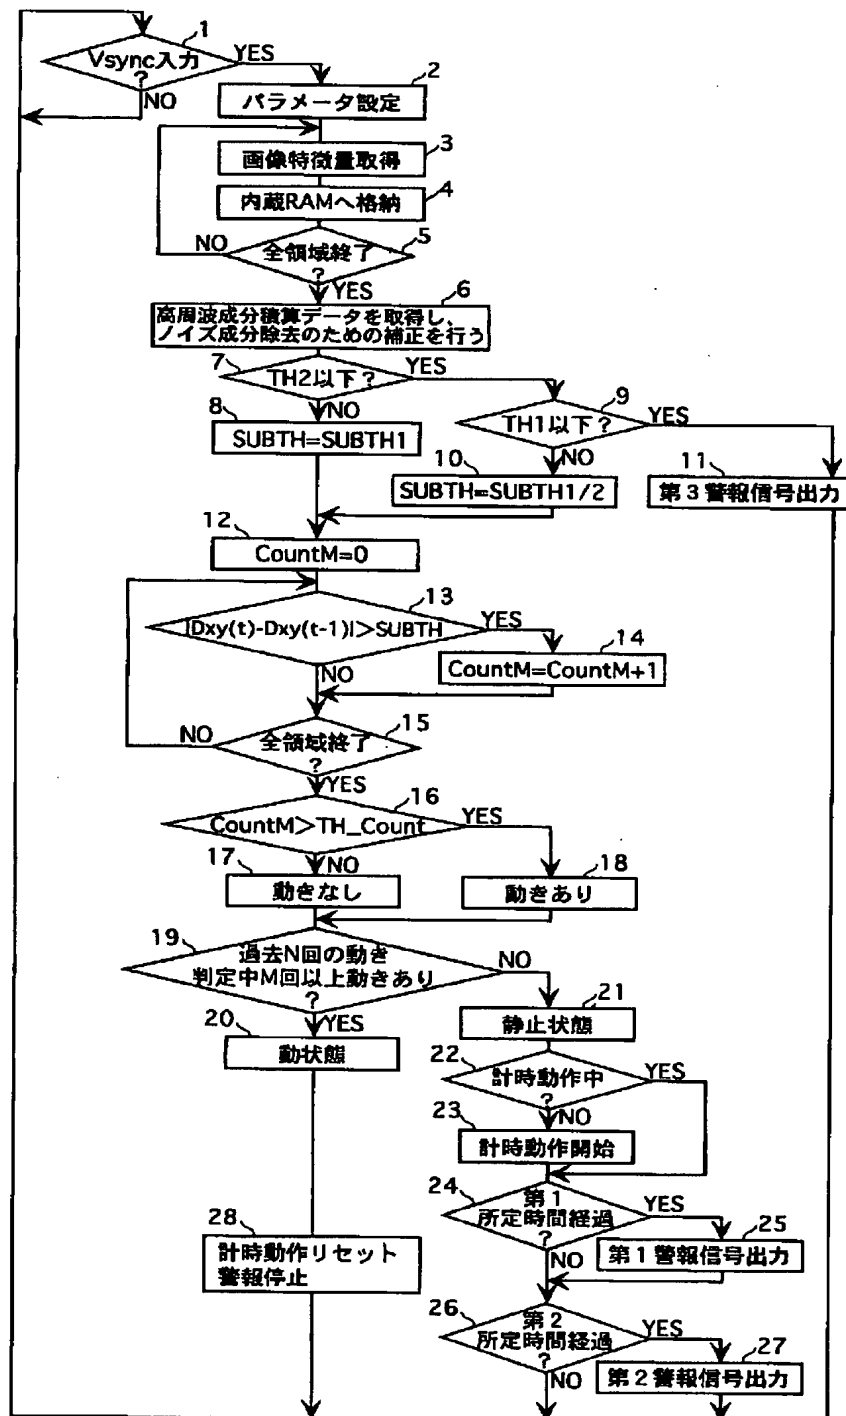 1
Vsync入力
?
YES
NO
2
パラメータ設定
3
画像特徴量取得
4
内蔵RAMへ格納
5
NO
全領域終了
?
YES
6
高周波成分積算データを取得し、
ノイズ成分除去のための補正を行う
7
TH2以下?
YES
NO
8
SUBTH=SUBTH1
9
TH1以下?
YES
NO
10
SUBTH=SUBTH1/2
11
第3警報信号出力
12
CountM=0
13
|Dxy(t)-Dxy(t-1)|>SUBTH
YES
NO
14
CountM=CountM+1
15
NO
全領域終了
?
YES
16
CountM>TH_Count
YES
NO
17
動きなし
18
動きあり
19
過去N回の動き
判定中M回以上動きあり
?
NO
YES
20
動状態
21
静止状態
22
計時動作中
?
YES
NO
23
計時動作開始
24
第1
所定時間経過
?
YES
NO
25
第1警報信号出力
26
第2
所定時間経過
?
YES
NO
27
第2警報信号出力
28
計時動作リセット
警報停止